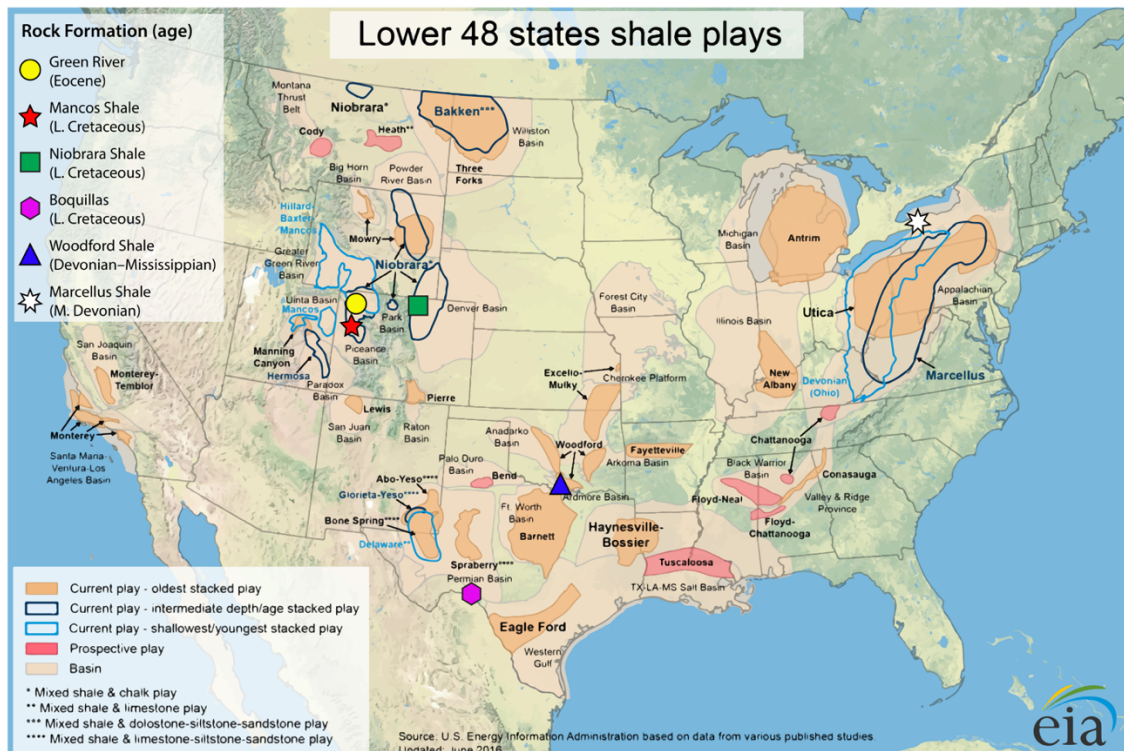 Lower 48 states shale plays
Rock Formation (age)
Green River
(Eocene)
Mancos Shale
(L. Cretaceous)
Niobrara Shale
(L. Cretaceous)
Boquillas
(L. Cretaceous)
Woodford Shale
(Devonian–Mississippian)
Marcellus Shale
(M. Devonian)
Montana
Thrust
Belt
Niobrara*
Bakken***
Cody
Heath**
Williston
Basin
Big Horn
Basin
Powder
River Basin
Three
Forks
Hillard-
Baxter-
Mancos
Mowry
Greater
Green River
Basin
Niobrara*
Uinta Basin
Mancos
Park
Basin
Denver Basin
Manning
Canyon
Piceance
Basin
Hermosa
Paradox
Basin
Pierre
Lewis
San Juan
Basin
Raton
Basin
San Joaquin
Basin
Monterey-
Temblor
Monterey
Santa Maria-
Ventura-Los
Angeles Basin
Michigan
Basin
Antrim
Forest City
Basin
Illinois Basin
New
Albany
Utica
Appalachian
Basin
Marcellus
Devonian
(Ohio)
Excelio-
Mulky
Cherokee Platform
Anadarko
Basin
Woodford
Fayetteville
Arkoma Basin
Palo Duro
Basin
Bend
Ardmore Basin
Chattanooga
Black Warrior
Basin
Conasauga
Floyd-Neal
Valley & Ridge
Province
Floyd-
Chattanooga
Abo-Yeso****
Glorieta-Yeso****
Bone Spring****
Delaware**
Ft. Worth
Basin
Barnett
Haynesville-
Bossier
Tuscaloosa
Spraberry****
Permian Basin
TX-LA-MS Salt Basin
Eagle Ford
Western
Gulf
Current play - oldest stacked play
Current play - intermediate depth/age stacked play
Current play - shallowest/youngest stacked play
Prospective play
Basin
* Mixed shale & chalk play
** Mixed shale & limestone play
*** Mixed shale & dolostone-siltstone-sandstone play
**** Mixed shale & limestone-siltstone-sandstone play
Source: U.S. Energy Information Administration based on data from various published studies.
Updated: June 2016
eia